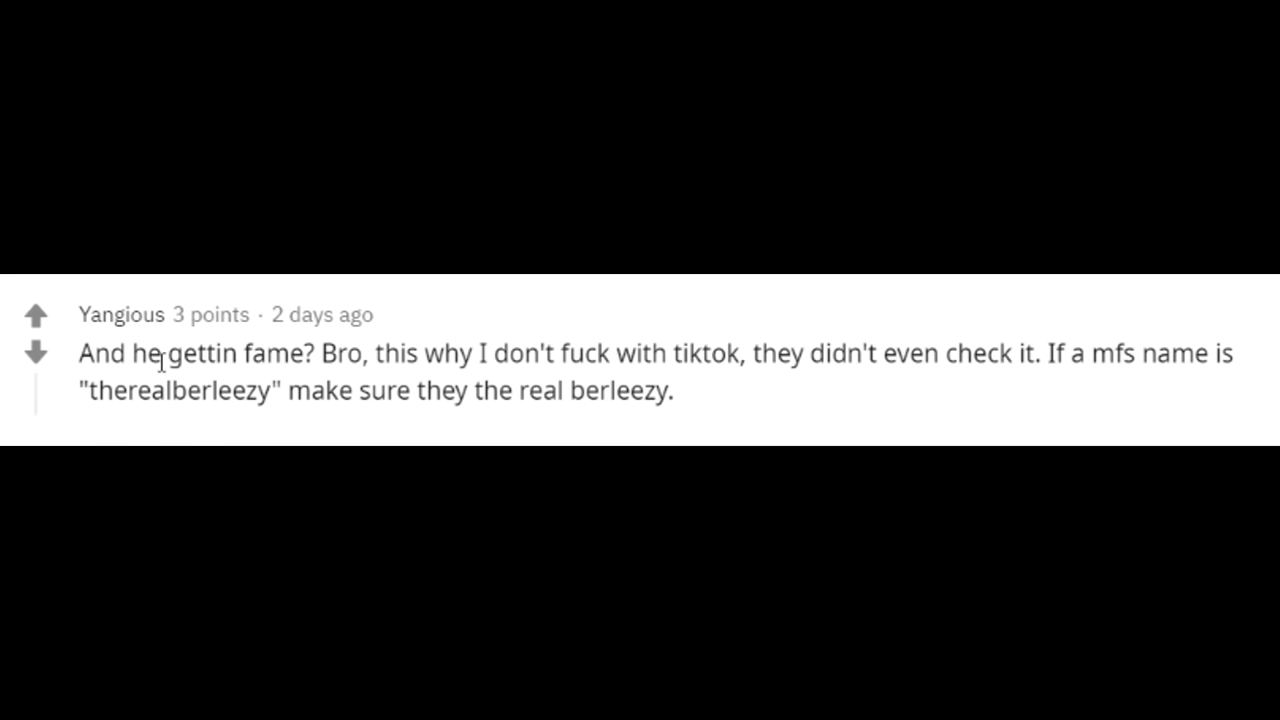 Yangious 3 points · 2 days ago
And he gettin fame? Bro, this why I don't fuck with tiktok, they didn't even check it. If a mfs name is
"therealberleezy" make sure they the real berleezy.